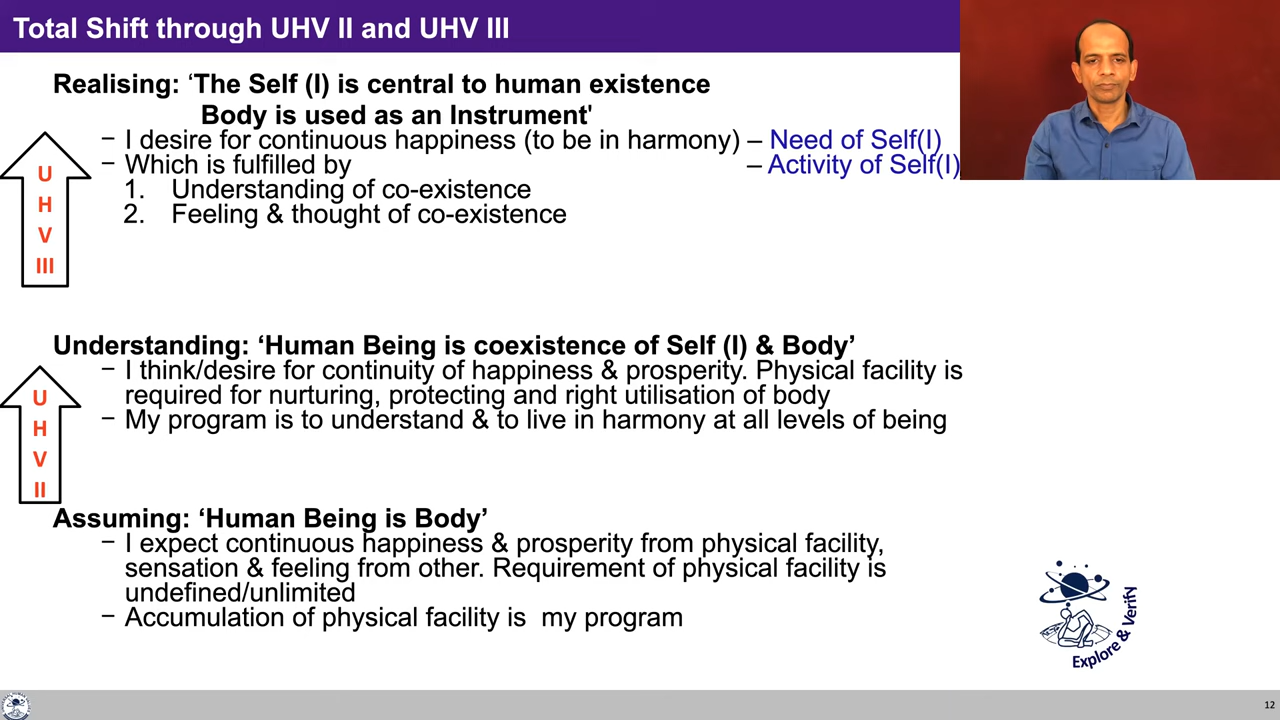 Total Shift through UHV II and UHV III
Realising: ‘The Self (I) is central to human existence
Body is used as an Instrument'
− I desire for continuous happiness (to be in harmony) – Need of Self(I)
− Which is fulfilled by – Activity of Self(I)
1. Understanding of co-existence
2. Feeling & thought of co-existence
U
H
V
III
Understanding: ‘Human Being is coexistence of Self (I) & Body’
− I think/desire for continuity of happiness & prosperity. Physical facility is
required for nurturing, protecting and right utilisation of body
− My program is to understand & to live in harmony at all levels of being
U
H
V
II
Assuming: ‘Human Being is Body’
− I expect continuous happiness & prosperity from physical facility,
sensation & feeling from other. Requirement of physical facility is
undefined/unlimited
− Accumulation of physical facility is my program
Explore & Verify
12